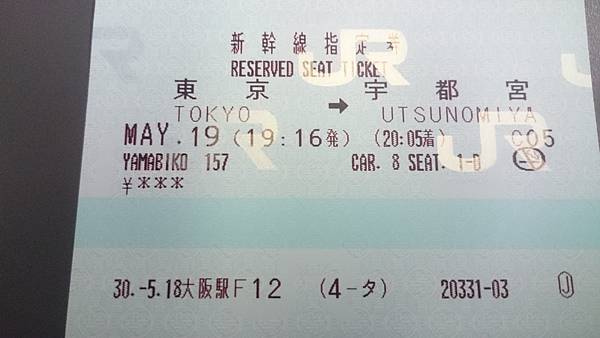 新幹線指定券
RESERVED SEAT TICKET
東京 ➡ 宇都宮
TOKYO UTSUNOMIYA
MAY.19(19:16発) (20:05着) C05
YAMABIKO 157 CAR. 8 SEAT. 1-D
¥***
30.-5.18大阪駅F12 (4-タ) 20331-03 Ⓙ